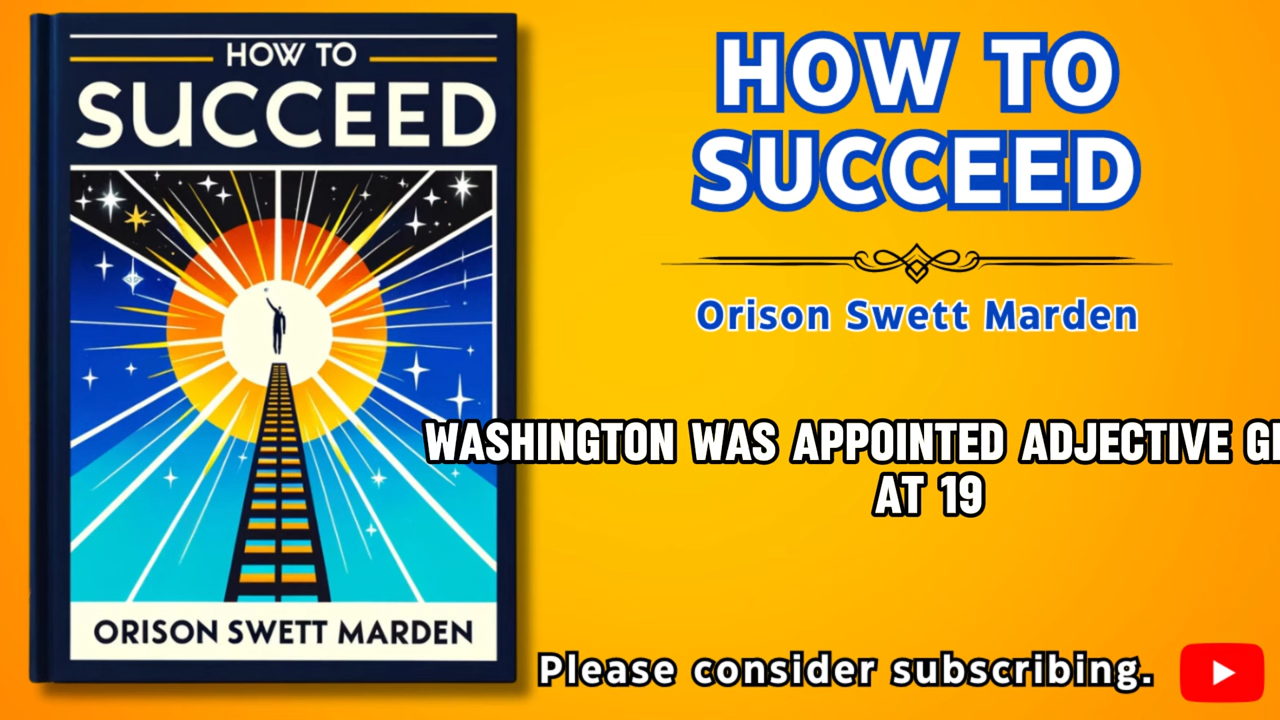 HOW TO
SUCCEED
ORISON SWETT MARDEN
HOW TO
SUCCEED
Orison Swett Marden
WASHINGTON WAS APPOINTED ADJECTIVE
AT 19
Please consider subscribing.